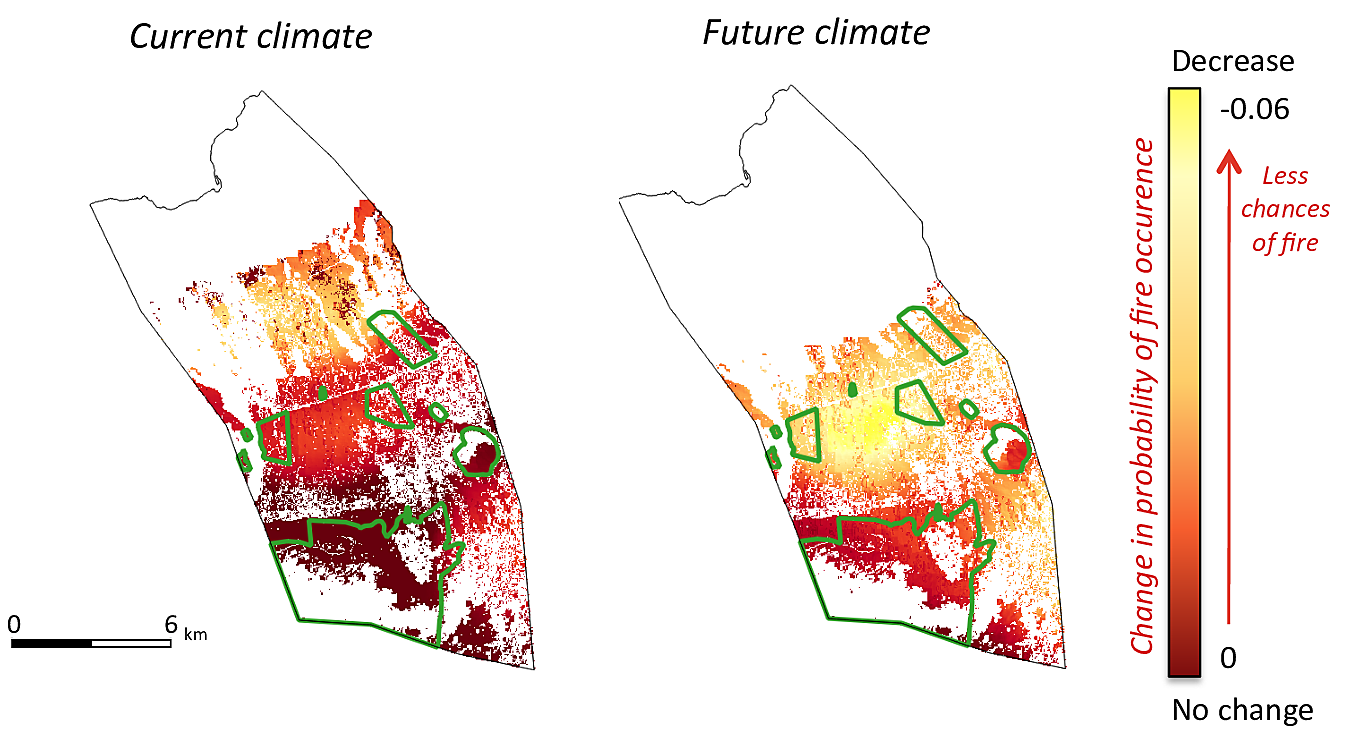 Current climate
Future climate
Decrease
-0.06
Change in probability of fire occurence
Less
chances
of fire
0
6 km
0
No change